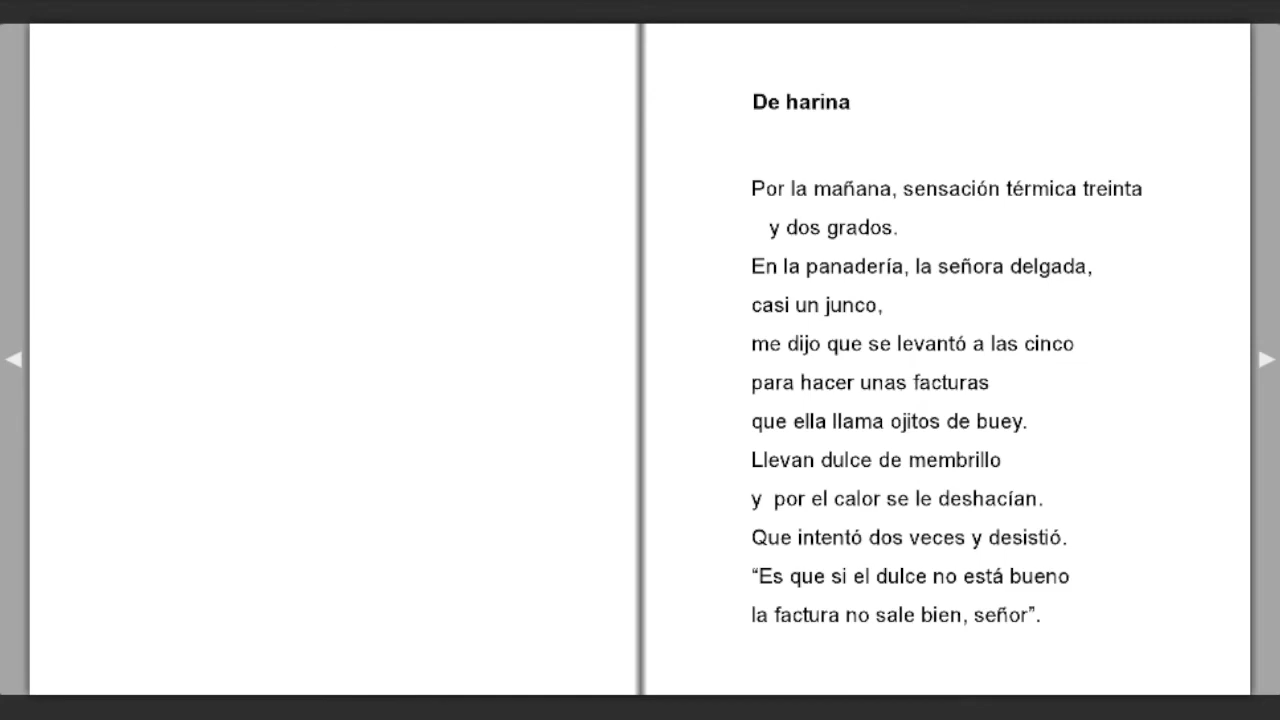 De harina
Por la mañana, sensación térmica treinta
y dos grados.
En la panadería, la señora delgada,
casi un junco,
me dijo que se levantó a las cinco
para hacer unas facturas
que ella llama ojitos de buey.
Llevan dulce de membrillo
y  por el calor se le deshacían.
Que intentó dos veces y desistió.
“Es que si el dulce no está bueno
la factura no sale bien, señor”.